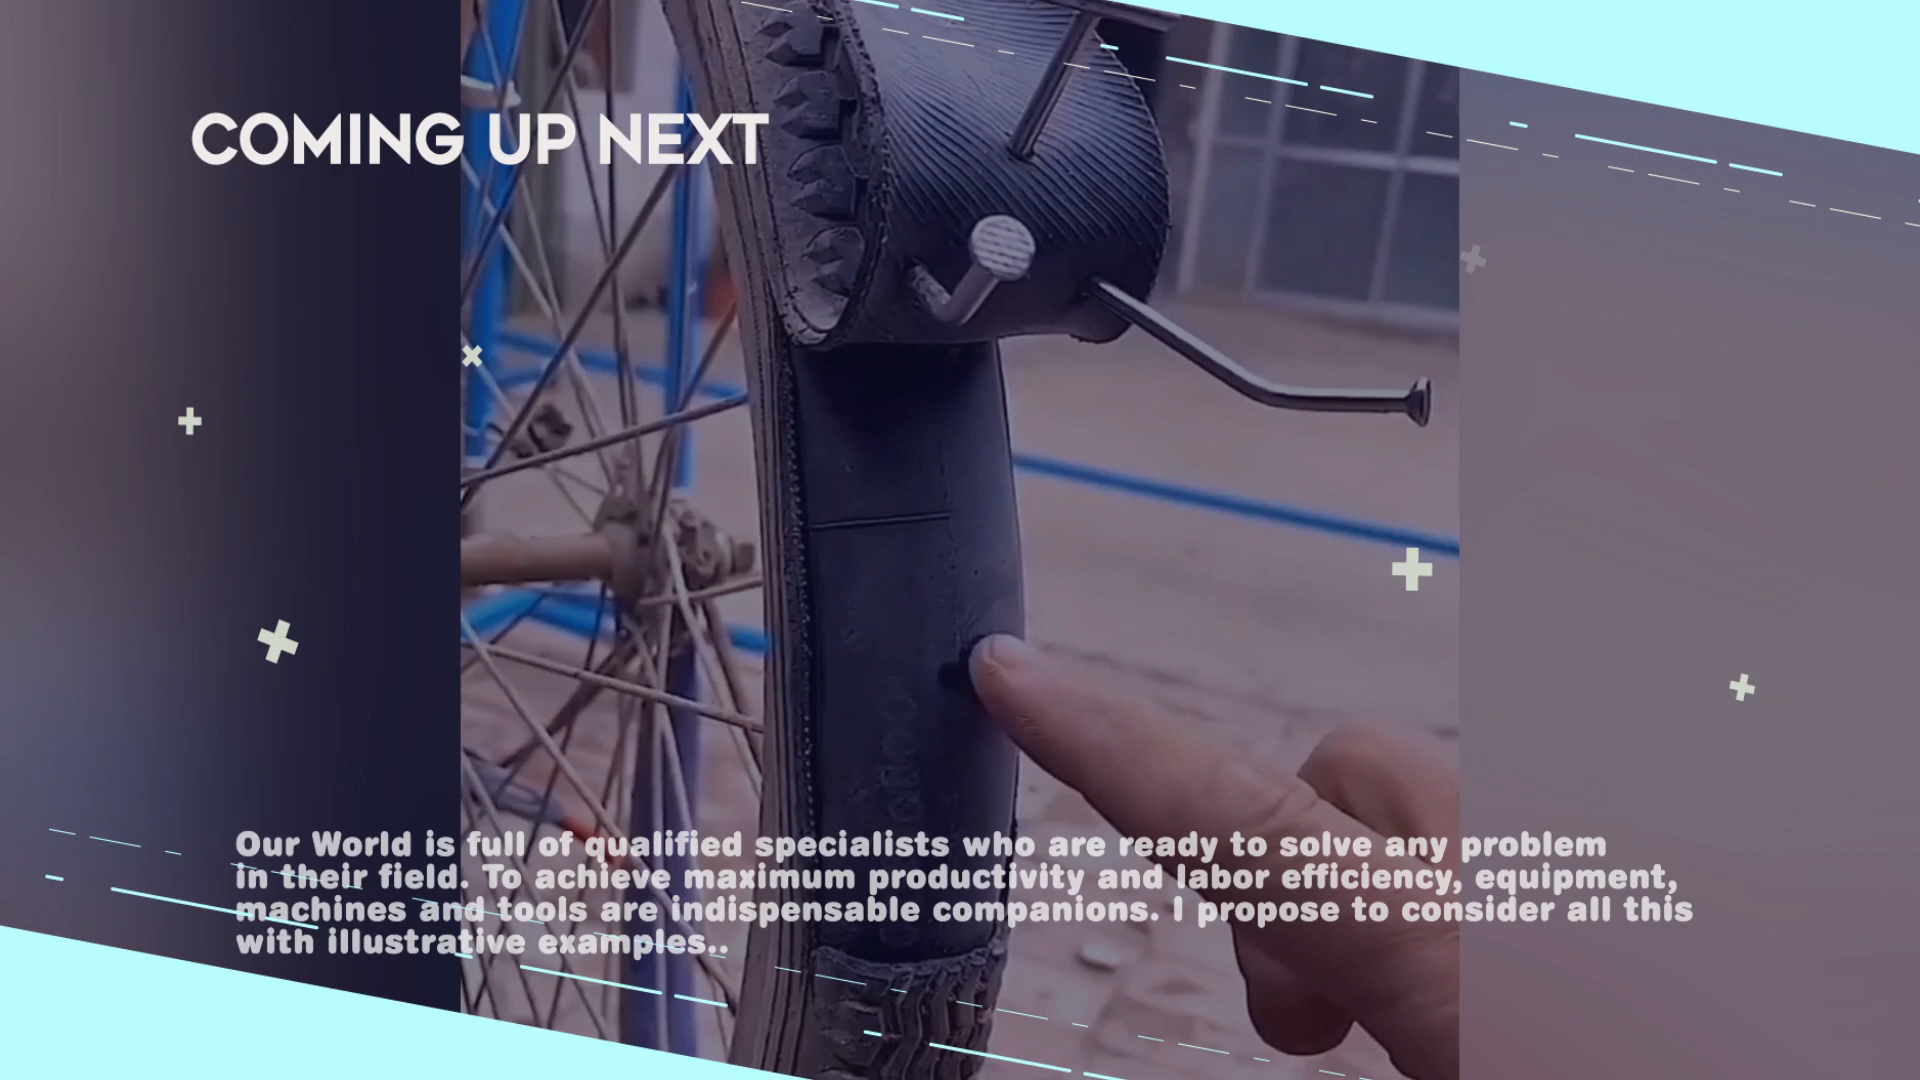 COMING UP NEXT
Our World is full of qualified specialists who are ready to solve any problem
in their field. To achieve maximum productivity and labor efficiency, equipment,
machines and tools are indispensable companions. I propose to consider all this
with illustrative examples..